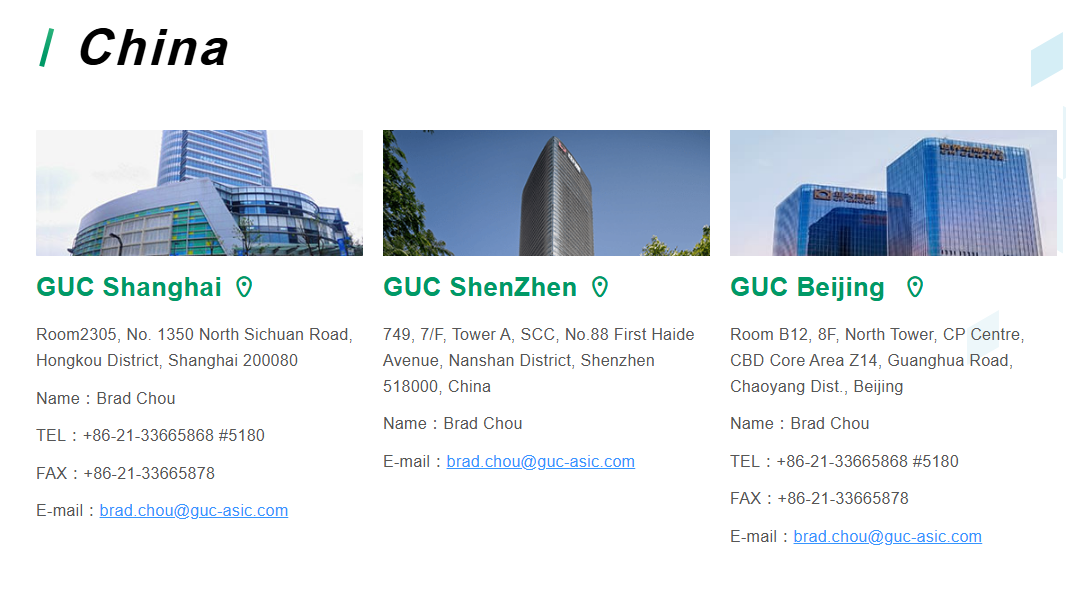 China
GUC Shanghai
Room2305, No. 1350 North Sichuan Road,
Hongkou District, Shanghai 200080
Name：Brad Chou
TEL：+86-21-33665868 #5180
FAX：+86-21-33665878
E-mail：brad.chou@guc-asic.com
GUC ShenZhen
749, 7/F, Tower A, SCC, No.88 First Haide
Avenue, Nanshan District, Shenzhen
518000, China
Name：Brad Chou
E-mail：brad.chou@guc-asic.com
GUC Beijing
Room B12, 8F, North Tower, CP Centre,
CBD Core Area Z14, Guanghua Road,
Chaoyang Dist., Beijing
Name：Brad Chou
TEL：+86-21-33665868 #5180
FAX：+86-21-33665878
E-mail：brad.chou@guc-asic.com